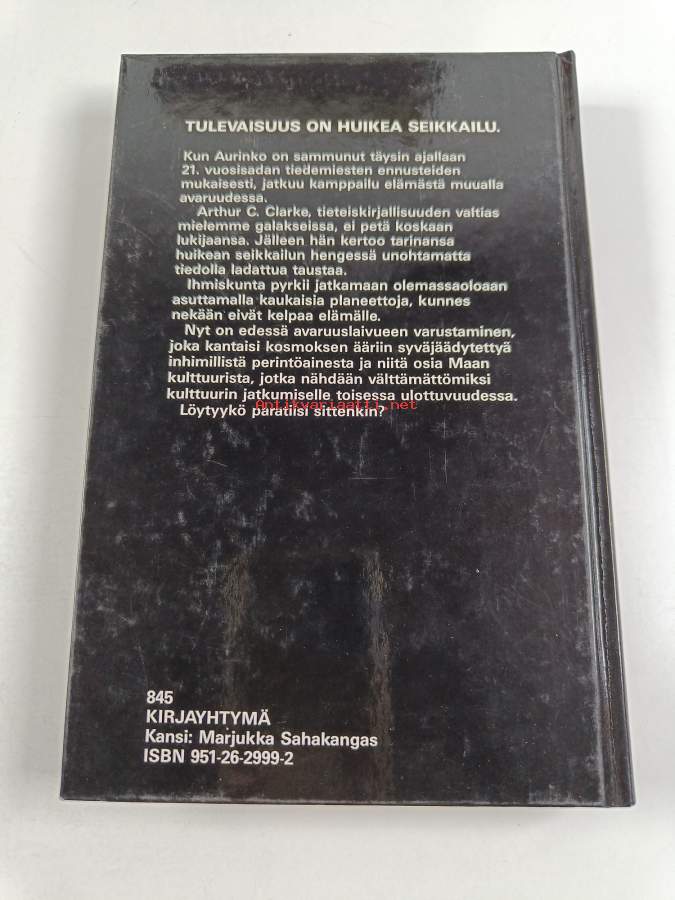 TULEVAISUUS ON HUIKEA SEIKKAILU.
Kun Aurinko on sammunut täysin ajallaan
21. vuosisadan tiedemiesten ennusteiden
mukaisesti, jatkuu kamppailu elämästä muualla
avaruudessa.
Arthur C. Clarke, tieteiskirjallisuuden valtias
mielemme galakseissa, ei petä koskaan
lukijaansa. Jälleen hän kertoo tarinansa
huikean seikkailun hengessä unohtamatta
tiedolla ladattua taustaa.
Ihmiskunta pyrkii jatkamaan olemassaoloaan
asuttamalla kaukaisia planeettoja, kunnes
nekään eivät kelpaa elämälle.
Nyt on edessä avaruuslaivueen varustaminen,
joka kantaisi kosmoksen ääriin syväjäädytettyä
inhimillistä perintöainesta ja niitä osia Maan
kulttuurista, jotka nähdään välttämättömiksi
kulttuurin jatkumiselle toisessa ulottuvuudessa.
Antikvariaatti.net
Löytyykö paratiisi sittenkin?
845
KIRJAYHTYMÄ
Kansi: Marjukka Sahakangas
ISBN 951-26-2999-2